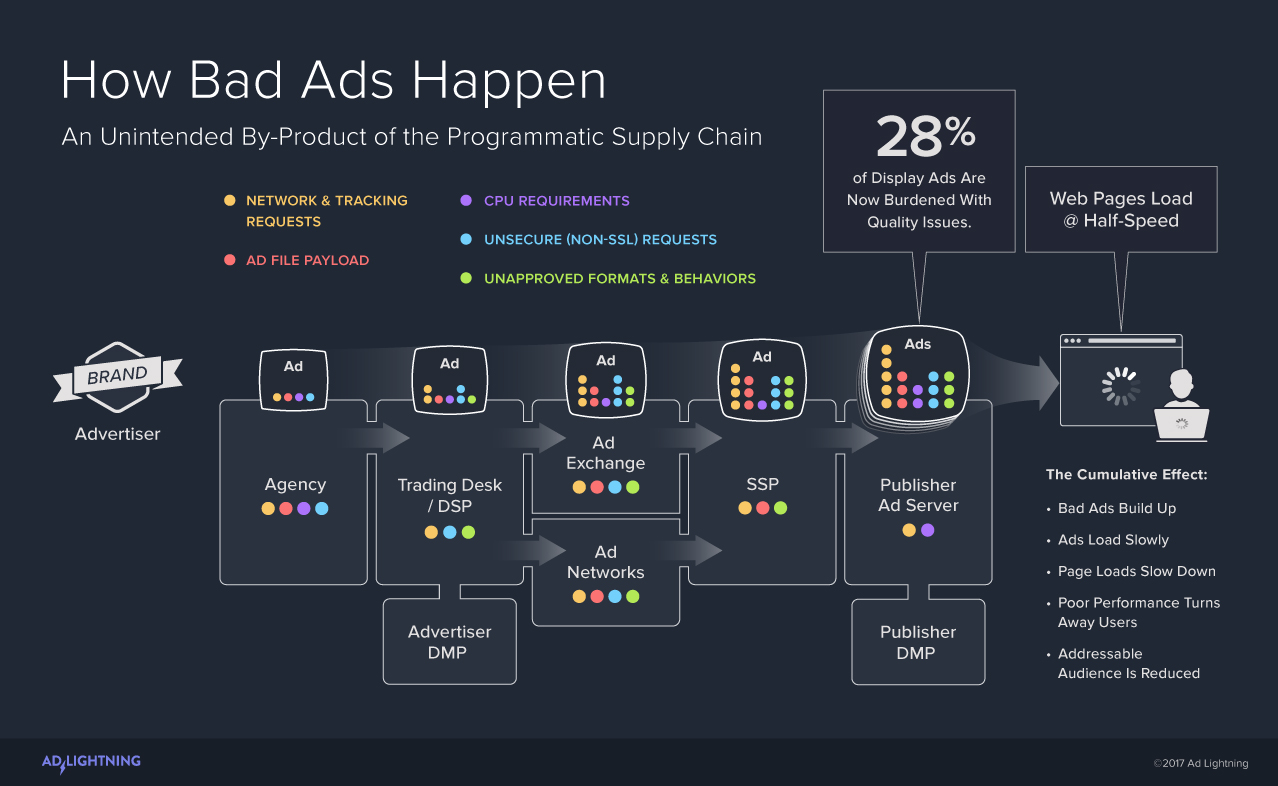 How Bad Ads Happen
An Unintended By-Product of the Programmatic Supply Chain
28%
of Display Ads Are
Now Burdened With
Quality Issues.
Web Pages Load
@ Half-Speed
NETWORK & TRACKING
REQUESTS
AD FILE PAYLOAD
CPU REQUIREMENTS
UNSECURE (NON-SSL) REQUESTS
UNAPPROVED FORMATS & BEHAVIORS
BRAND
Advertiser
Ad
Ad
Ad
Ad
Ads
Agency
Trading Desk
/ DSP
Ad
Exchange
Ad
Networks
SSP
Publisher
Ad Server
Advertiser
DMP
Publisher
DMP
The Cumulative Effect:
• Bad Ads Build Up
• Ads Load Slowly
• Page Loads Slow Down
• Poor Performance Turns
Away Users
• Addressable
Audience Is Reduced
AD LIGHTNING
©2017 Ad Lightning